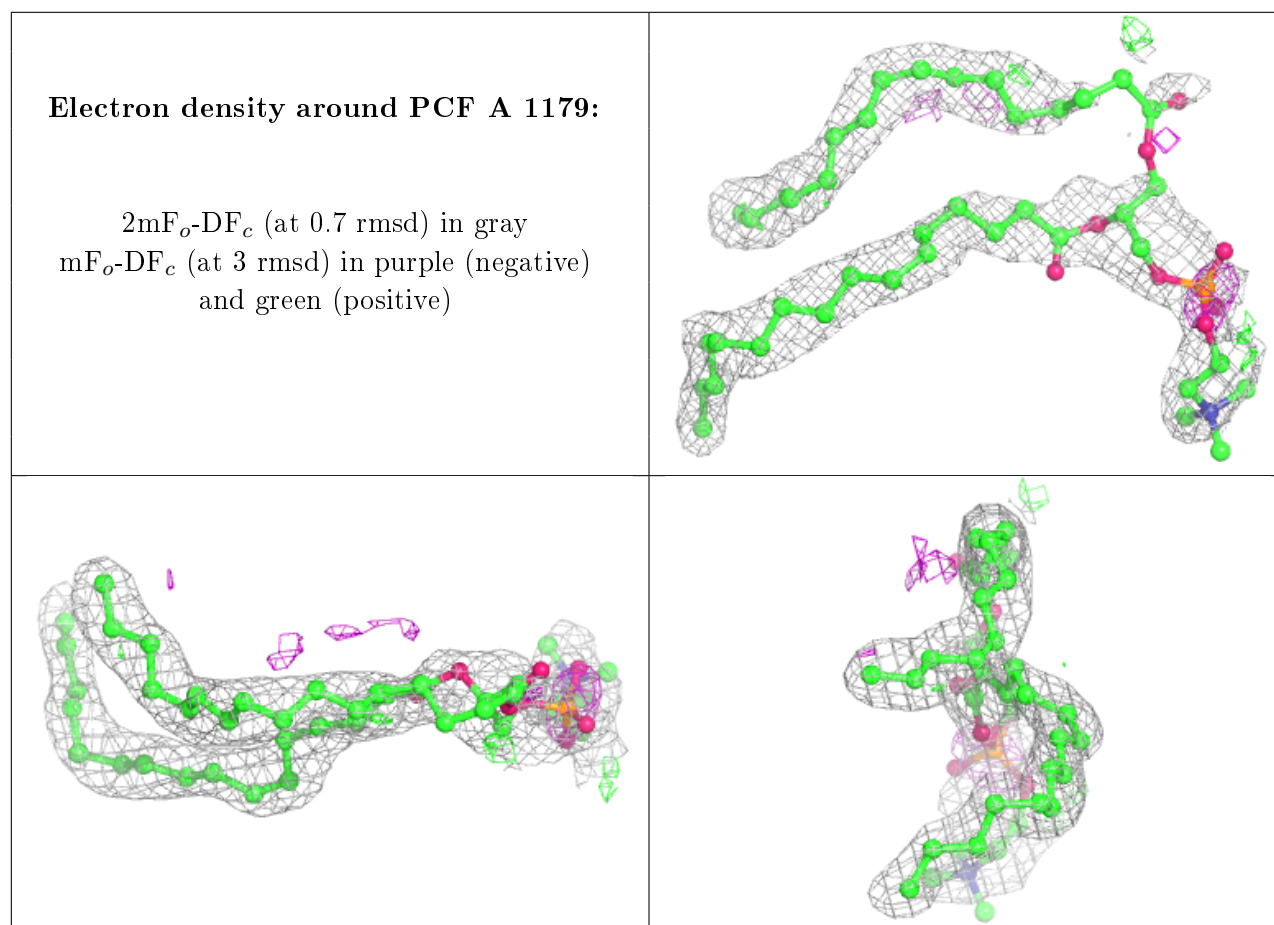 Electron density around PCF A 1179:
2mFₒ-DF𝒸 (at 0.7 rmsd) in gray
mFₒ-DF𝒸 (at 3 rmsd) in purple (negative)
and green (positive)